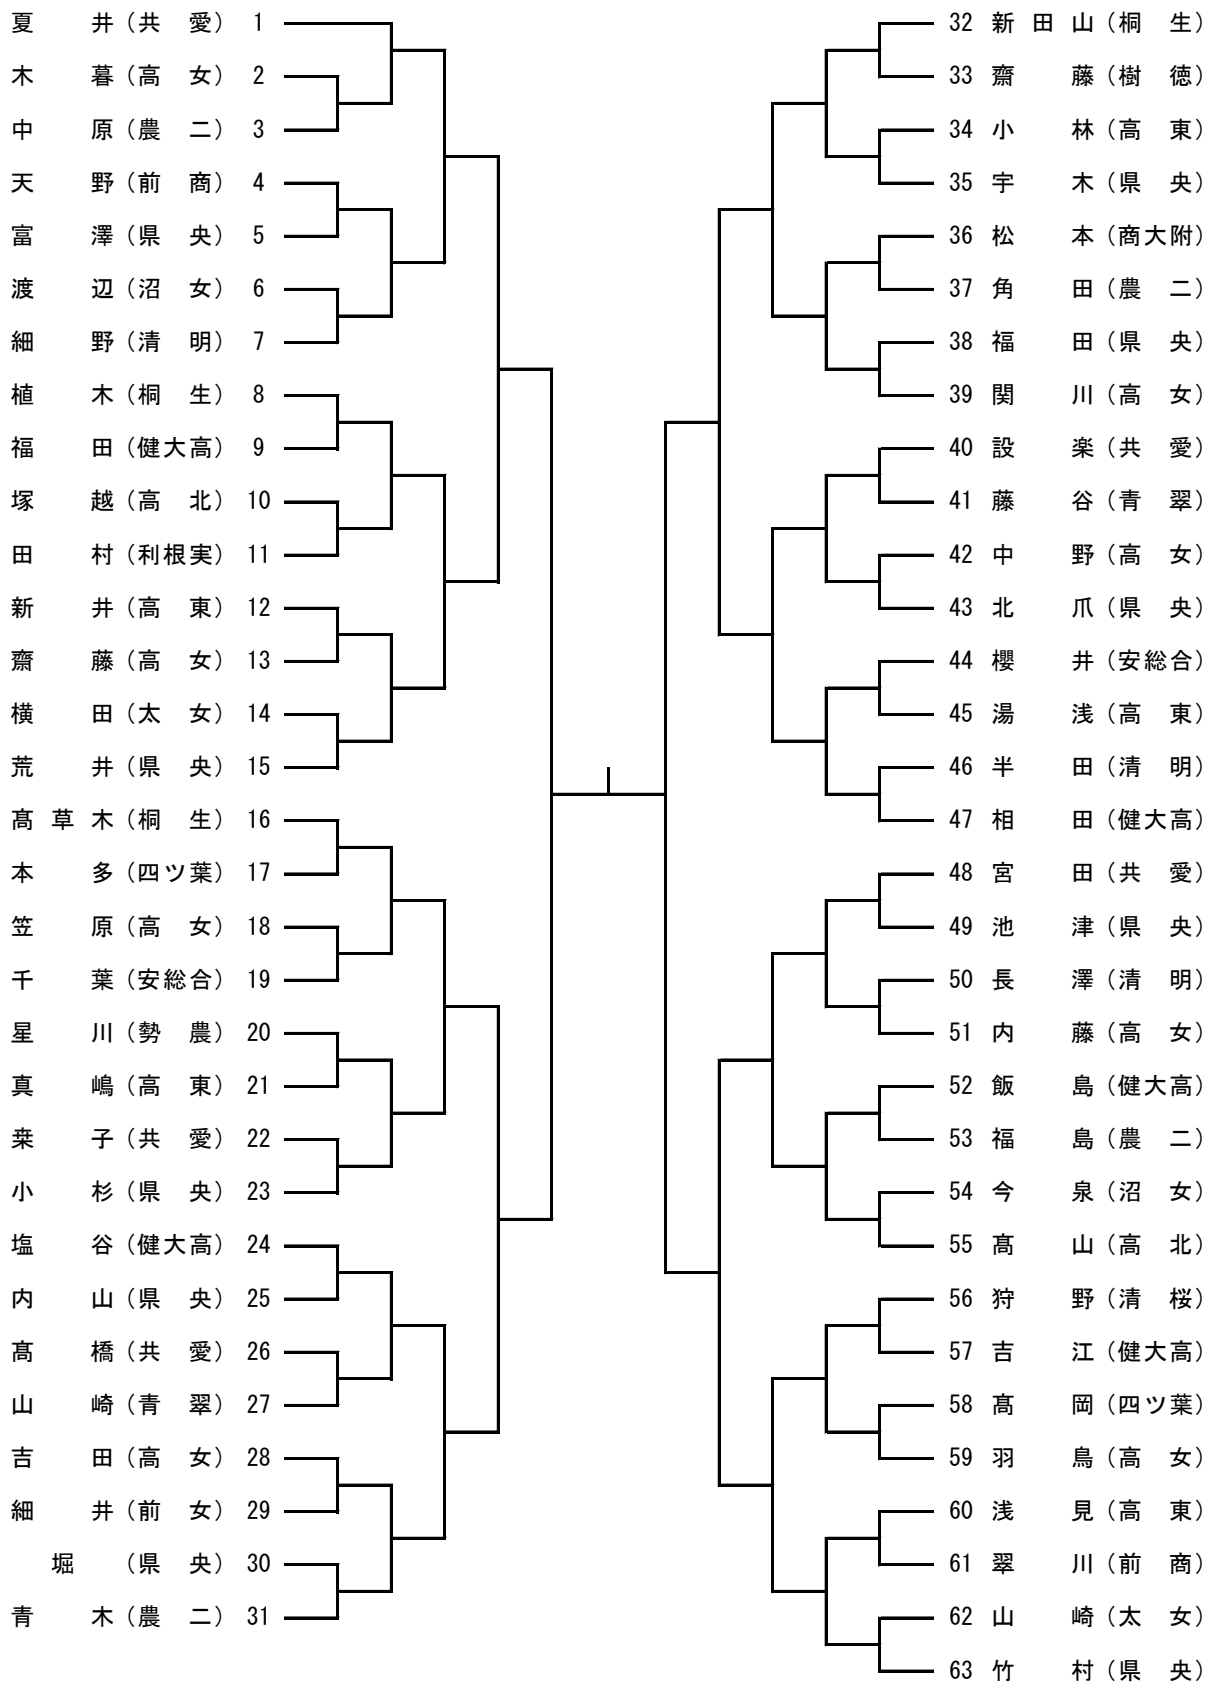 夏井（共愛） 1
木暮（高女） 2
中原（農二） 3
天野（前商） 4
富澤（県央） 5
渡辺（沼女） 6
細野（清明） 7
植木（桐生） 8
福田（健大高） 9
塚越（高北） 10
田村（利根実） 11
新井（高東） 12
齋藤（高女） 13
横田（太女） 14
荒井（県央） 15
髙草木（桐生） 16
本多（四ツ葉） 17
笠原（高女） 18
千葉（安総合） 19
星川（勢農） 20
真嶋（高東） 21
桒子（共愛） 22
小杉（県央） 23
塩谷（健大高） 24
内山（県央） 25
髙橋（共愛） 26
山崎（青翠） 27
吉田（高女） 28
細井（前女） 29
堀（県央） 30
青木（農二） 31
32 新田山（桐生）
33 齋藤（樹徳）
34 小林（高東）
35 宇木（県央）
36 松本（商大附）
37 角田（農二）
38 福田（県央）
39 関川（高女）
40 設楽（共愛）
41 藤谷（青翠）
42 中野（高女）
43 北爪（県央）
44 櫻井（安総合）
45 湯浅（高東）
46 半田（清明）
47 相田（健大高）
48 宮田（共愛）
49 池津（県央）
50 長澤（清明）
51 内藤（高女）
52 飯島（健大高）
53 福島（農二）
54 今泉（沼女）
55 髙山（高北）
56 狩野（清桜）
57 吉江（健大高）
58 髙岡（四ツ葉）
59 羽鳥（高女）
60 浅見（高東）
61 翠川（前商）
62 山崎（太女）
63 竹村（県央）